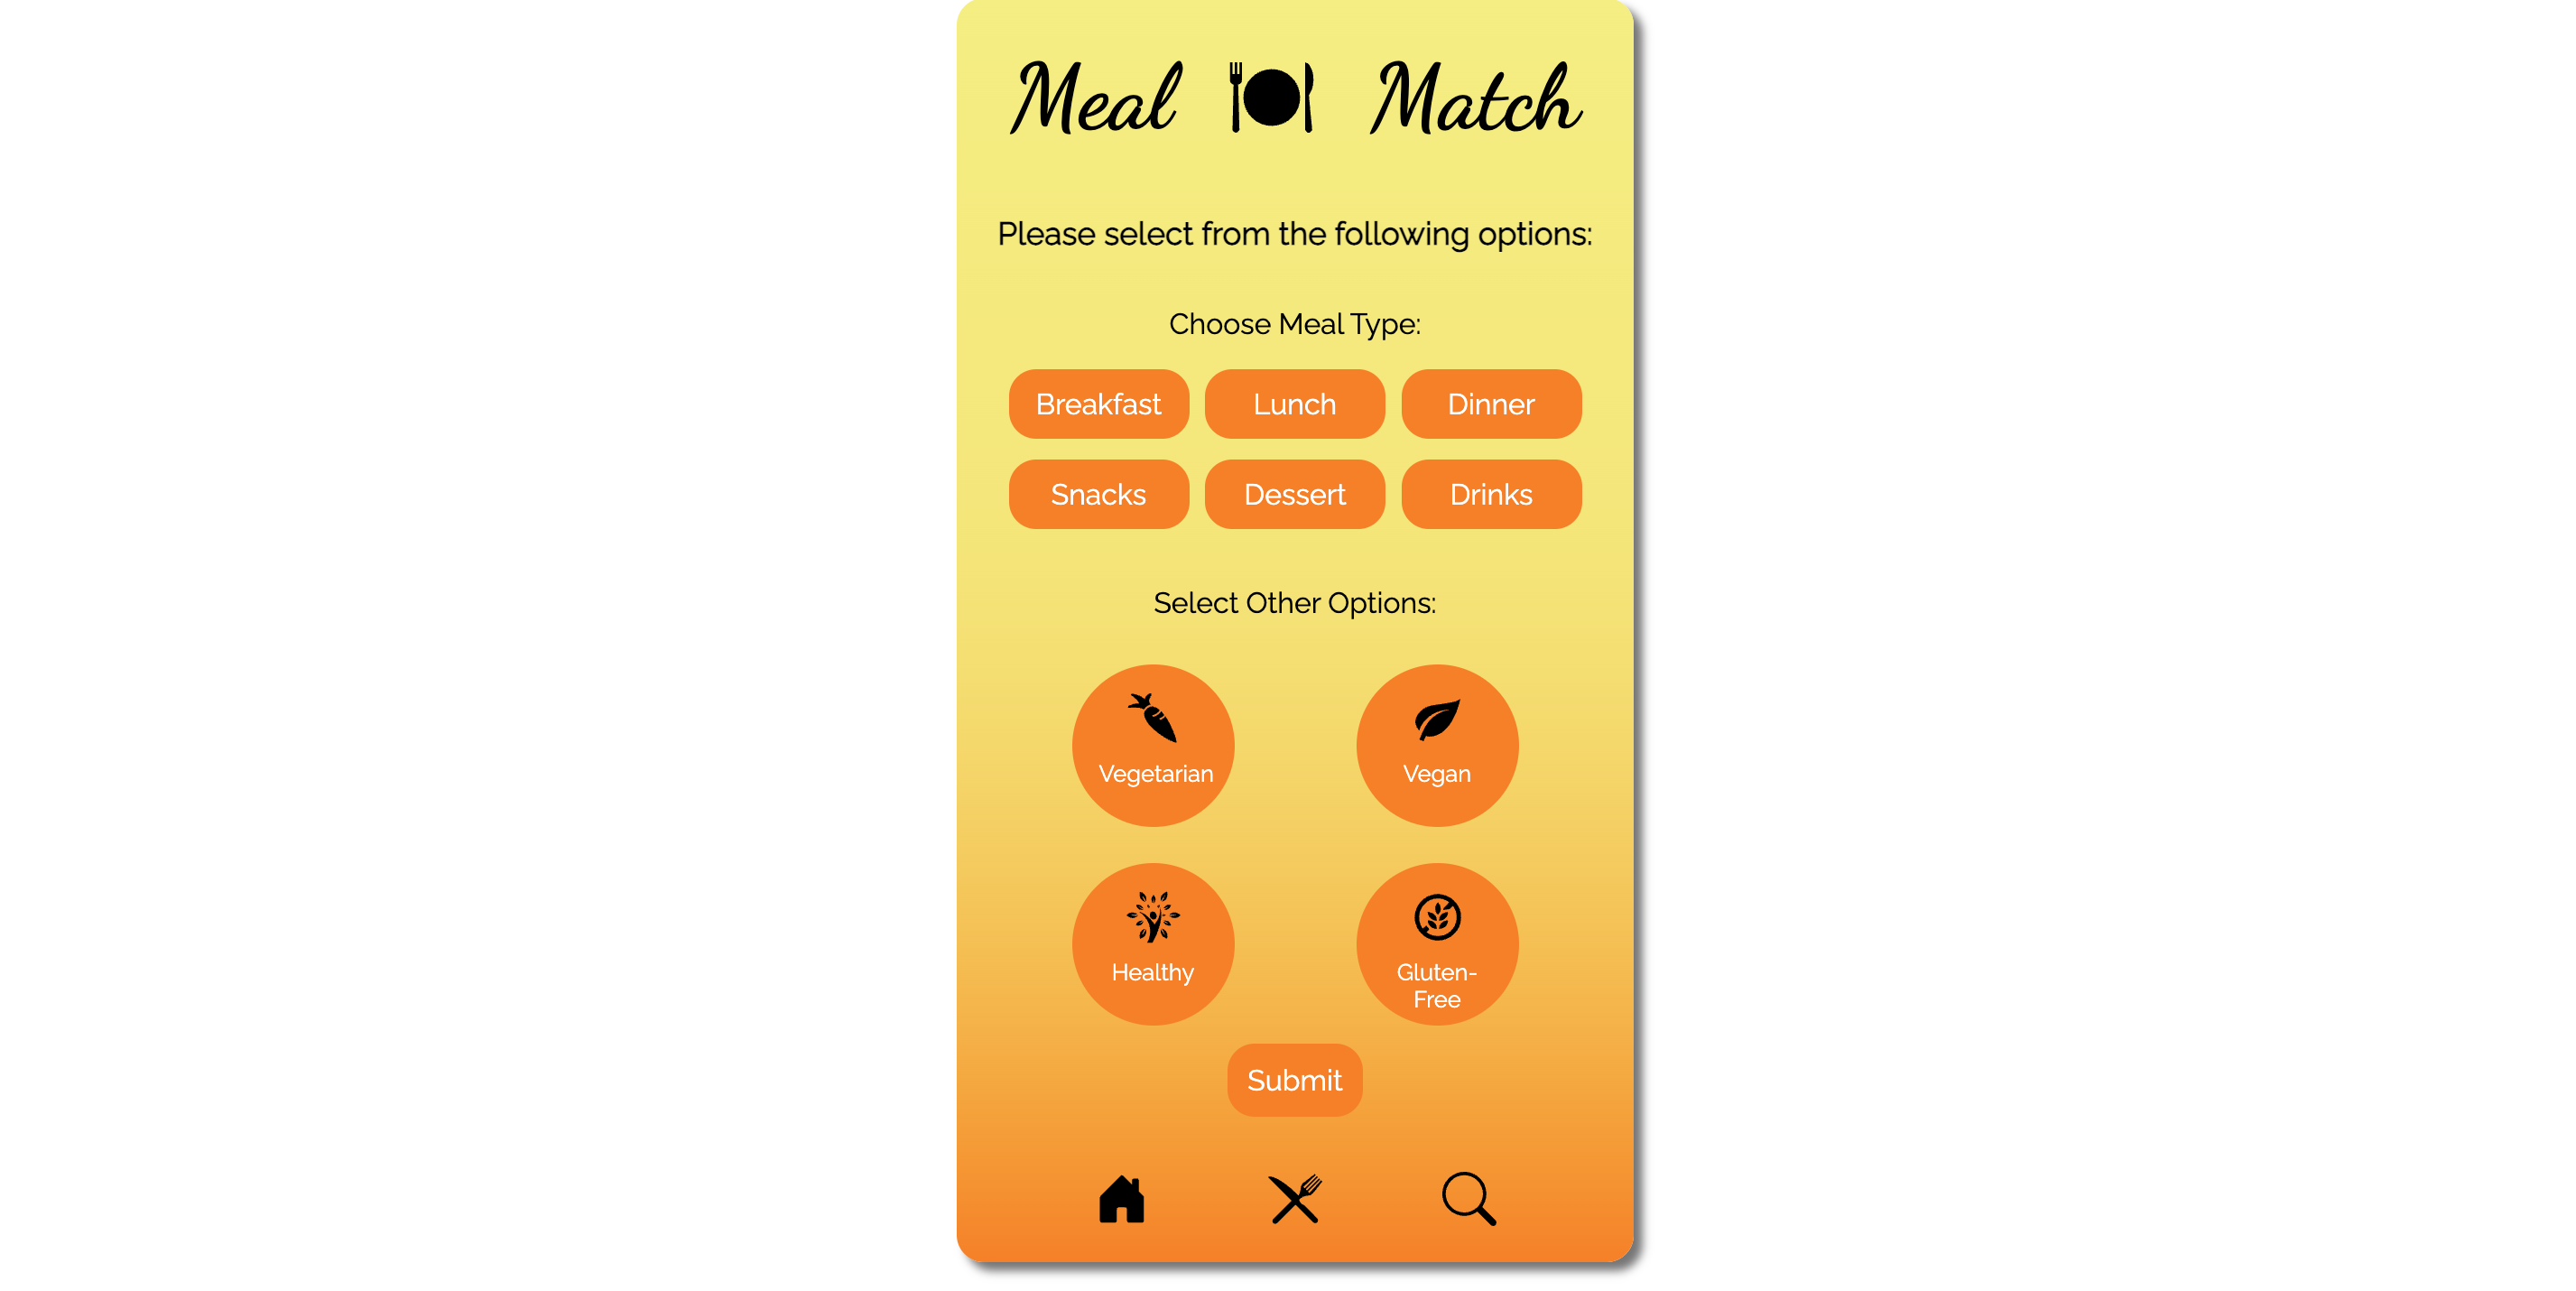 Meal Match
Please select from the following options:
Choose Meal Type:
Breakfast Lunch Dinner
Snacks Dessert Drinks
Select Other Options:
Vegetarian Vegan
Healthy Gluten-
Free
Submit